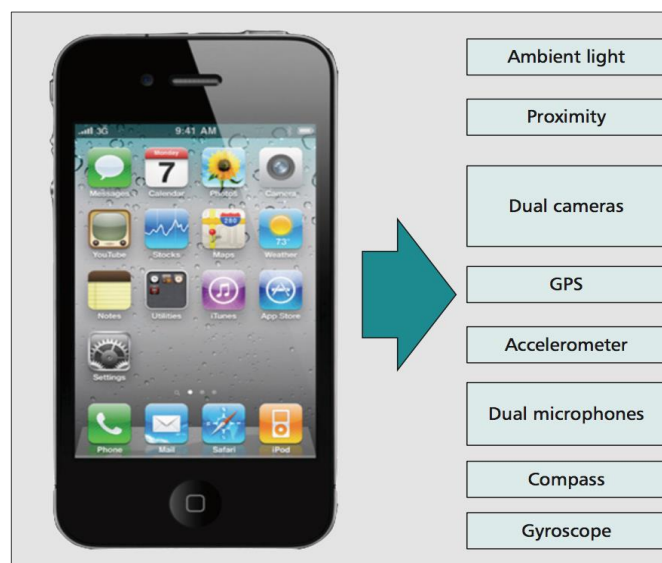 3G 9:41 AM
Monday
7
280
73°
Messages Calendar Photos Camera
YouTube Stocks Maps Weather
Notes Utilities iTunes App Store
Settings
Phone Mail Safari iPod
Ambient light
Proximity
Dual cameras
GPS
Accelerometer
Dual microphones
Compass
Gyroscope